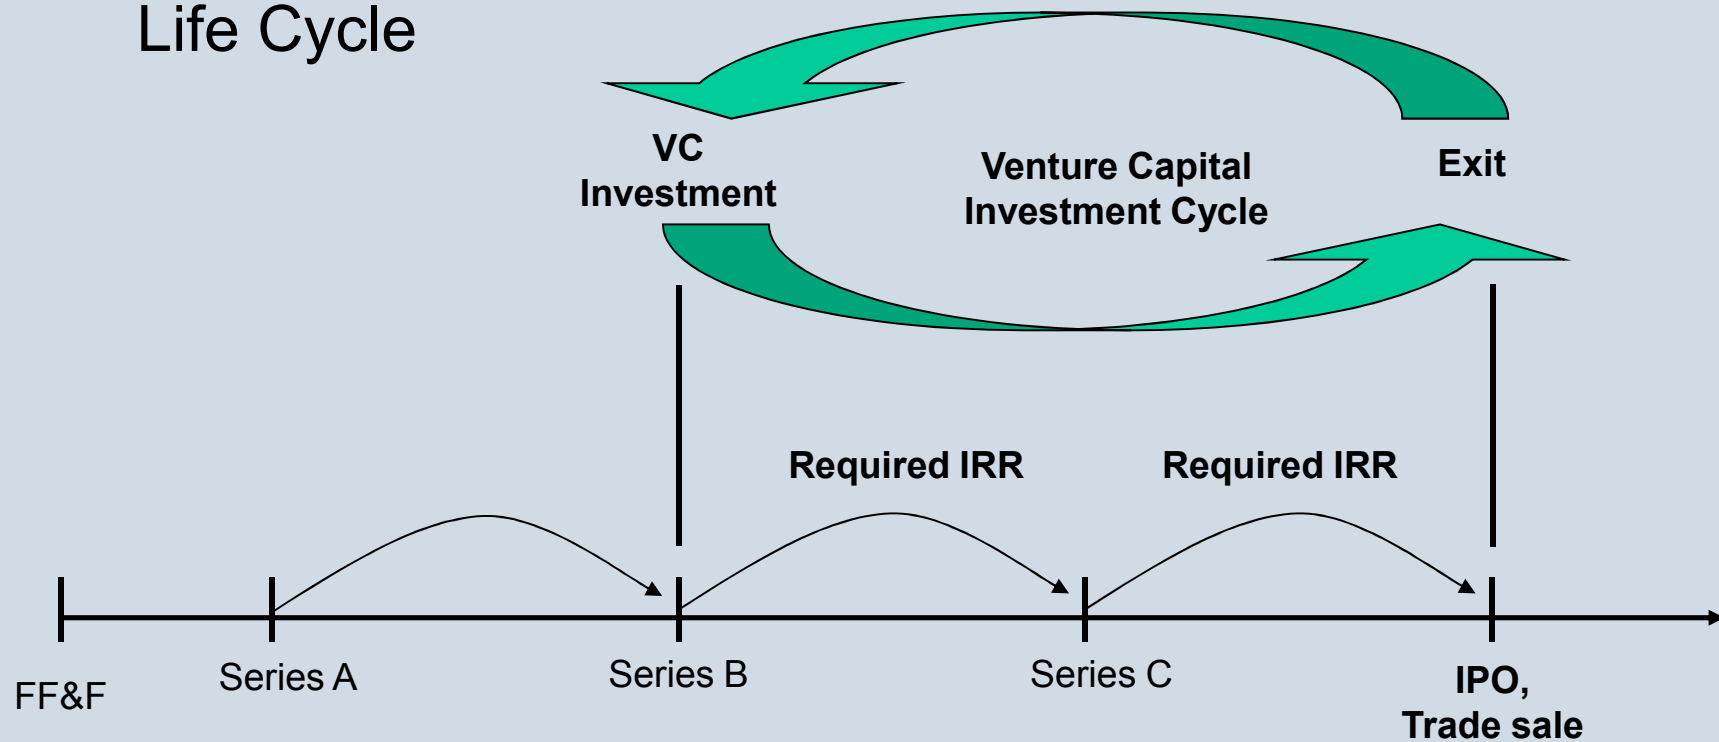 Life Cycle
VC
Investment
Venture Capital
Investment Cycle
Exit
Required IRR
Required IRR
FF&F
Series A
Series B
Series C
IPO,
Trade sale